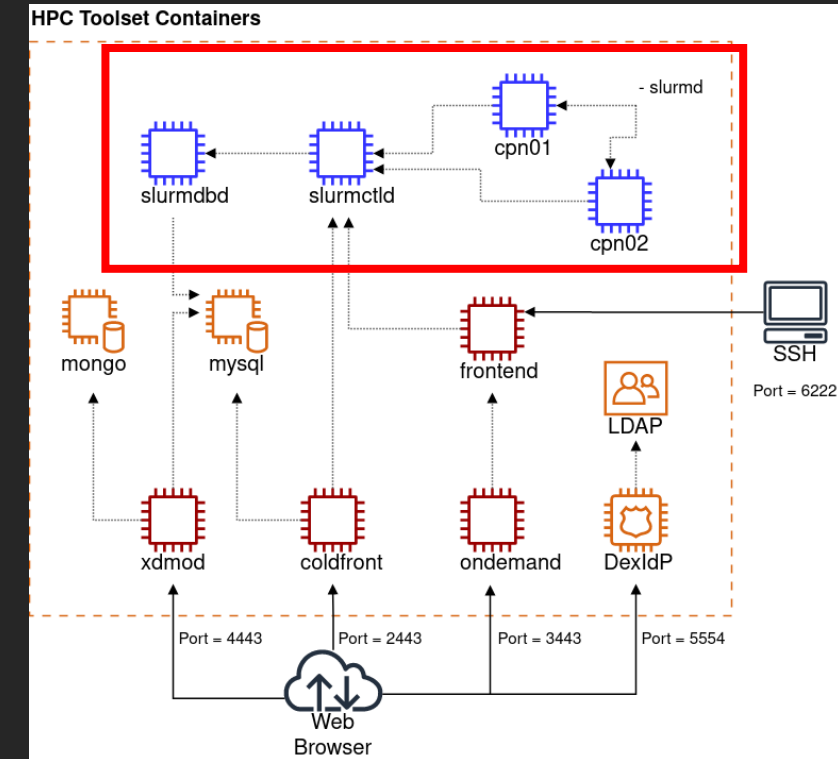 HPC Toolset Containers
- slurmd
cpn01
slurmdbd
slurmctld
cpn02
mongo
mysql
frontend
SSH
Port = 6222
LDAP
xdmod
coldfront
ondemand
DexIdP
Port = 4443
Port = 2443
Port = 3443
Port = 5554
Web
Browser